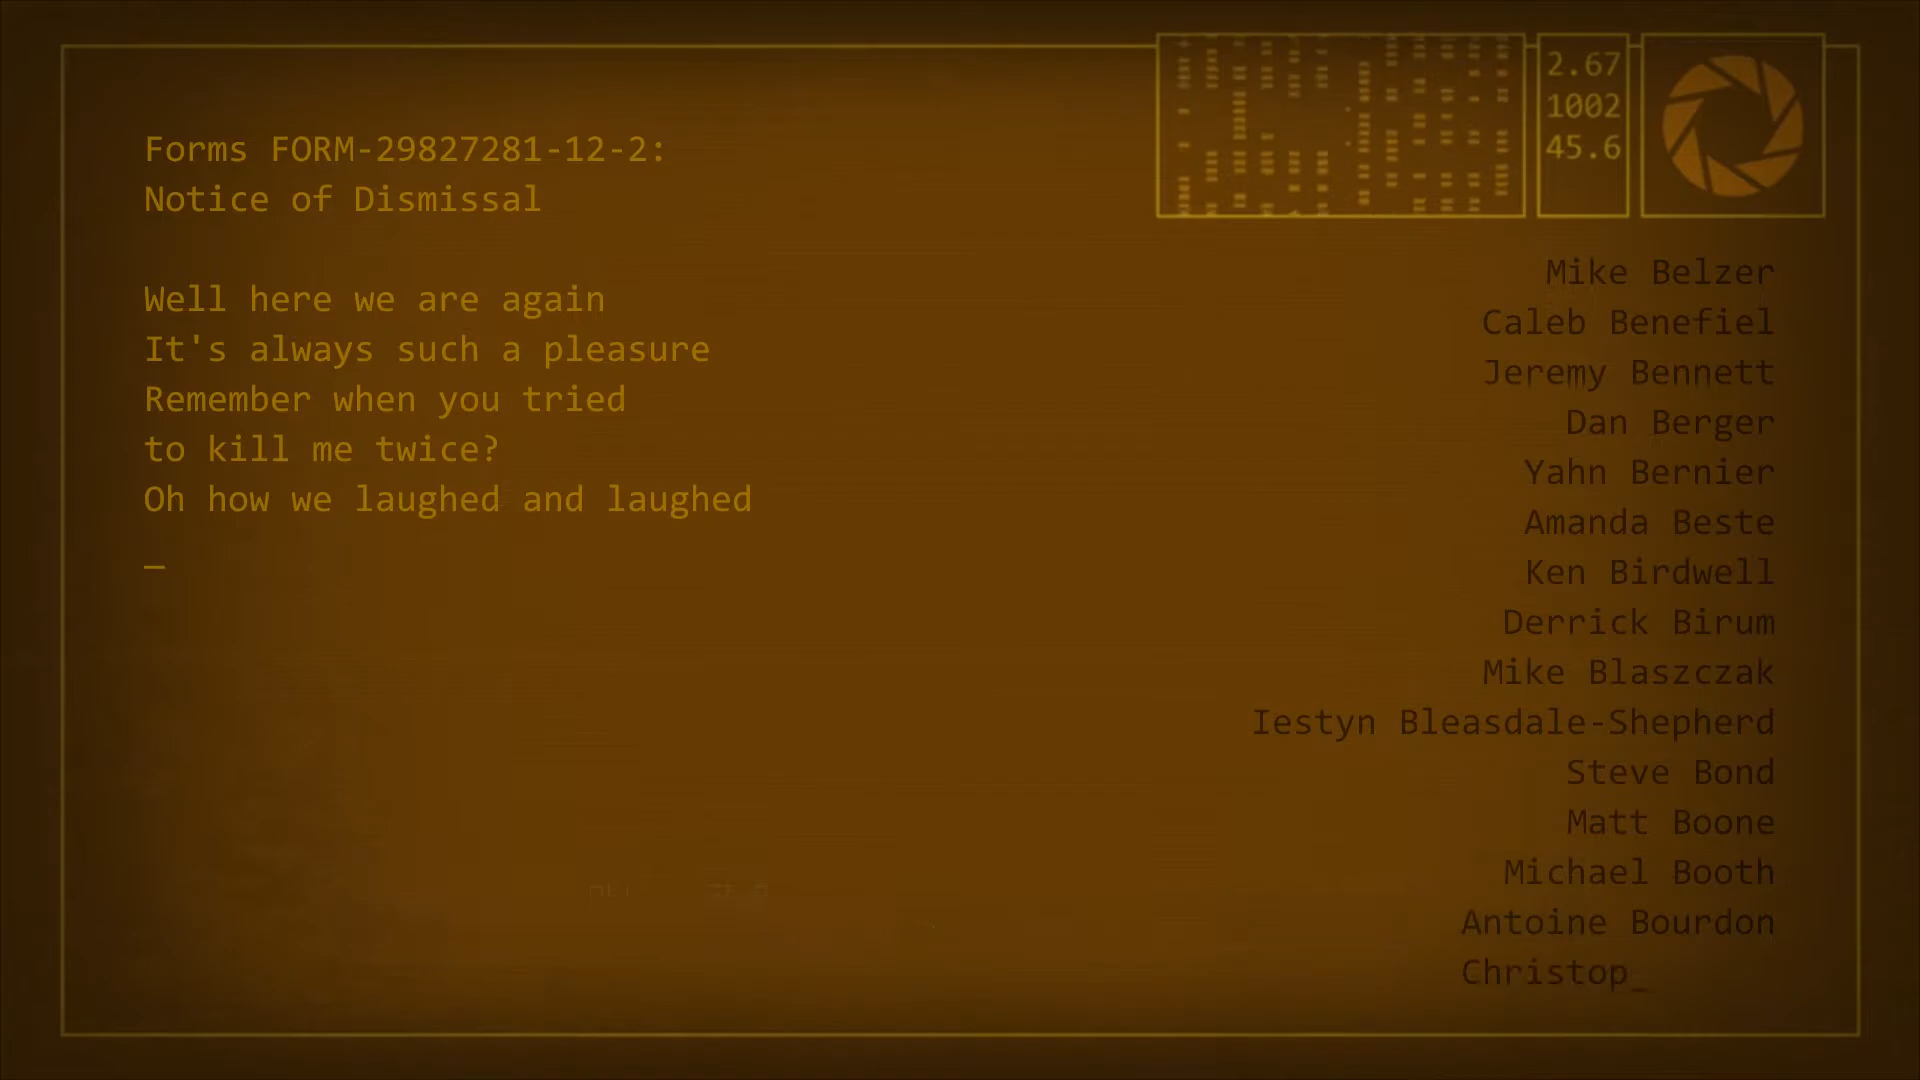 Forms FORM-29827281-12-2:
Notice of Dismissal
Well here we are again
It's always such a pleasure
Remember when you tried
to kill me twice?
Oh how we laughed and laughed
_
2.67
1002
45.6
Mike Belzer
Caleb Benefiel
Jeremy Bennett
Dan Berger
Yahn Bernier
Amanda Beste
Ken Birdwell
Derrick Birum
Mike Blaszczak
Iestyn Bleasdale-Shepherd
Steve Bond
Matt Boone
Michael Booth
Antoine Bourdon
Christop_